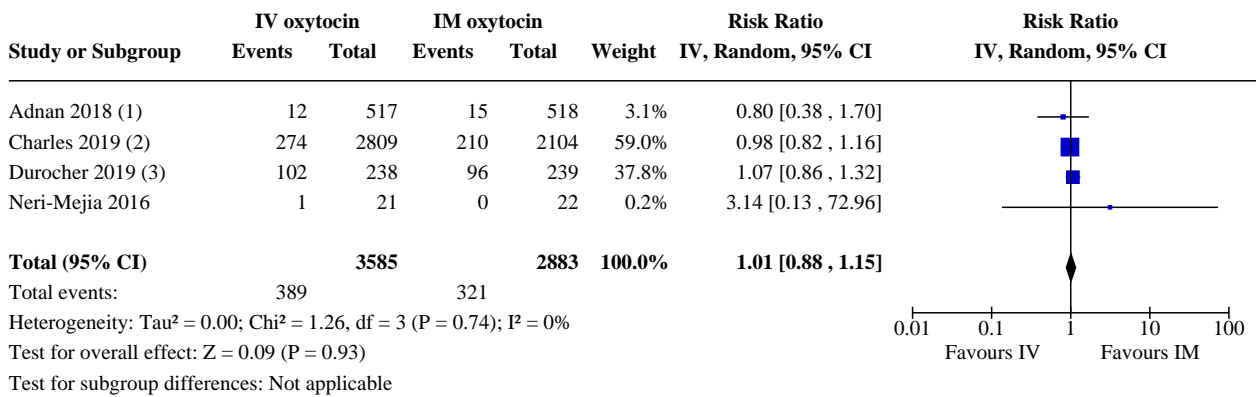 IV oxytocin IM oxytocin Risk Ratio Risk Ratio
Study or Subgroup Events Total Events Total Weight IV, Random, 95% CI IV, Random, 95% CI
Adnan 2018 (1) 12 517 15 518 3.1% 0.80 [0.38 , 1.70]
Charles 2019 (2) 274 2809 210 2104 59.0% 0.98 [0.82 , 1.16]
Durocher 2019 (3) 102 238 96 239 37.8% 1.07 [0.86 , 1.32]
Neri-Mejia 2016 1 21 0 22 0.2% 3.14 [0.13 , 72.96]
Total (95% CI) 3585 2883 100.0% 1.01 [0.88 , 1.15]
Total events: 389 321
Heterogeneity: Tau² = 0.00; Chi² = 1.26, df = 3 (P = 0.74); I² = 0%
0.01 0.1 1 10 100
Test for overall effect: Z = 0.09 (P = 0.93)
Favours IV Favours IM
Test for subgroup differences: Not applicable